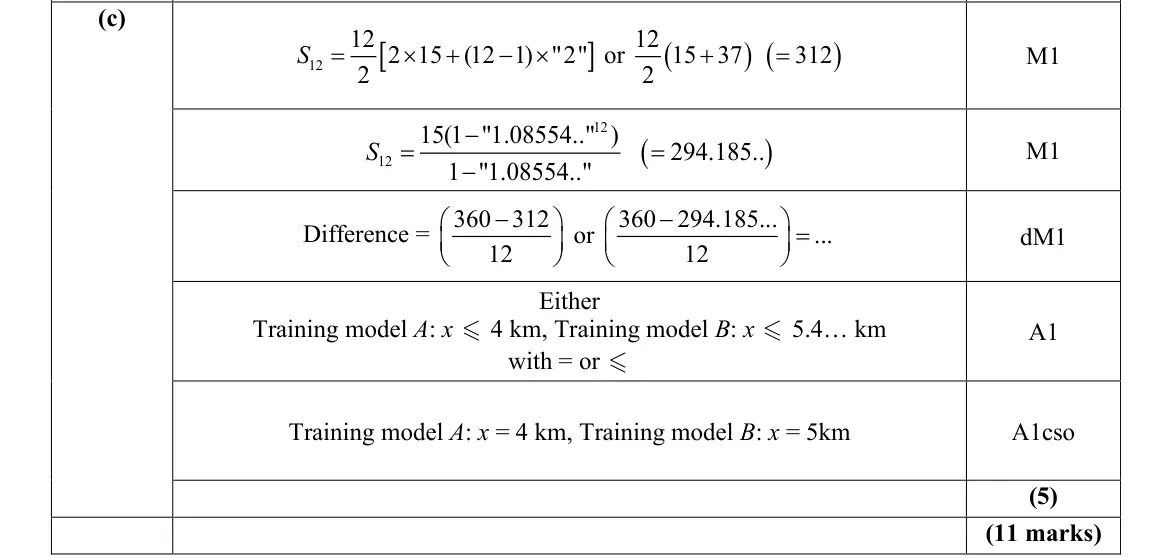 (c)
S₁₂ = 12/2 [2×15+(12−1)×"2"] or 12/2 (15+37) (=312)
M1
S₁₂ = 15(1−"1.08554.."¹²) / 1−"1.08554.." (=294.185..)
M1
Difference = (360−312 / 12) or (360−294.185... / 12) = ...
dM1
Either
Training model A: x ⩽ 4 km, Training model B: x ⩽ 5.4… km
with = or ⩽
A1
Training model A: x = 4 km, Training model B: x = 5km
A1cso
(5)
(11 marks)